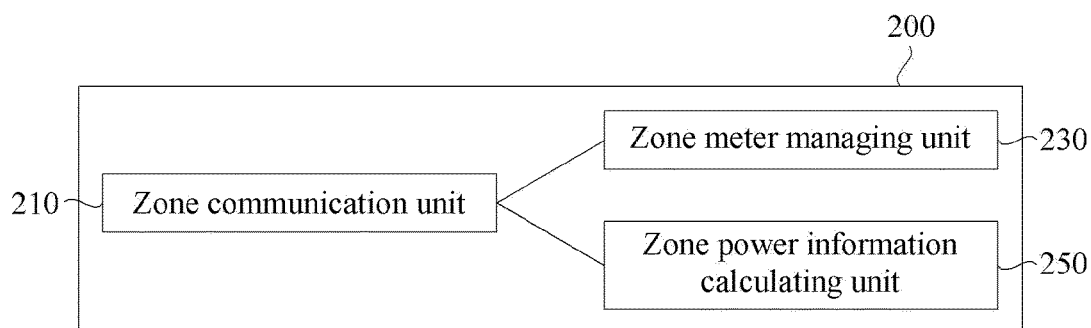 200
Zone meter managing unit
230
210
Zone communication unit
Zone power information
calculating unit
250